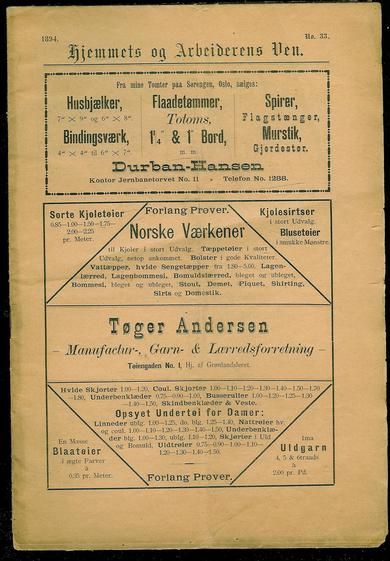 1894.
No. 33.
Hjemmets og Arbeiderens Ven.
Fra mine Tomter paa Sørengen, Oslo, sælges:
Husbjælker,
7" × 9" og 6" × 8"
Bindingsværk,
4" × 4" til 6" × 7"
Flaadetømmer,
Totoms,
1¼" & 1" Bord,
m. m.
Spirer,
Flagstænger,
Murstik,
Gjerdestør.
Durban-Hansen
Kontor Jernbanetorvet No. 11 - Telefon No. 1288.
Sorte Kjoletøier
0.85—1.00—1.50—1.75—
2.00—2.25
pr. Meter.
Forlang Prøver.
Kjolesirtser
i stort Udvalg.
Blusetøier
i smukke Mønstre.
Norske Værkener
til Kjoler i stort Udvalg. Tæppetøier i stort
Udvalg, netop ankommet. Bolster i gode Kvaliteter.
Vattæpper, hvide Sengetæpper fra 1.80—5.00, Lagen-
lærred, Lagenbommesi, Bomuldslærred, bleget og ubleget,
Bommesi, bleget og ubleget, Stout, Demet, Piquet, Shirting,
Sirts og Domestik.
Tøger Andersen
— Manufactur-, Garn- & Lærredsforretning —
Tøiengaden No. 1, Hj. af Grønlandsleret.
Hvide Skjorter 1.00—1.20, Coul. Skjorter 1.00—1.10—1.20—1.30—1.40—1.50—1.70
—1.80, Underbenklæder 0.75—0.90—1.00, Busseruller 1.00—1.20—1.25—1.30
—1.40—1.50, Skindbenklæder & Veste.
Opsyet Undertøi for Damer:
Linneder ublg. 1.00—1.25, do. blg. 1.25—1.40, Nattrøier hv.
og coul. 1.00—1.10—1.20—1.30—1.40—1.50, Underbenklæ-
der blg. 1.00—1.30, ublg. 1.10—1.20, Skjorter i Uld
og Bomuld, Uldtrøier 0.75—0.90—1.00—1.10—
1.20—1.30—1.40—1.50.
En Masse
Blaatøier
i ægte Farver
à
0.35 pr. Meter.
Ima
Uldgarn
4, 5 & 6traads
à
2.00 pr. Pd.
Forlang Prøver.